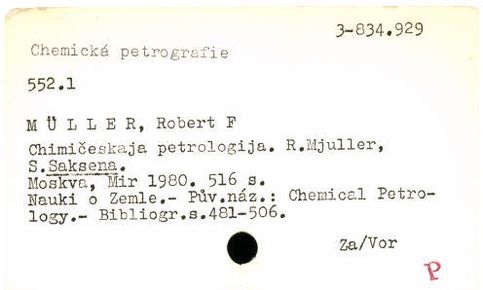 3-834.929
Chemická petrografie
552.1
M Ü L L E R, Robert F
Chimičeskaja petrologija. R.Mjuller,
S.Saksena.
Moskva, Mir 1980. 516 s.
Nauki o Zemle.- Pův.náz.: Chemical Petro-
logy.- Bibliogr.s.481-506.
Za/Vor
P